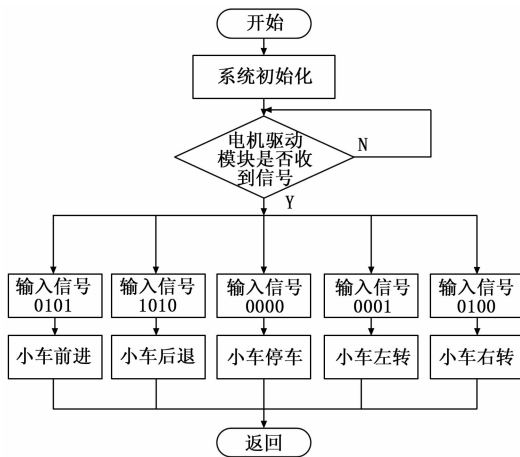 开始
系统初始化
电机驱动
模块是否收
到信号
N
Y
输入信号
0101
输入信号
1010
输入信号
0000
输入信号
0001
输入信号
0100
小车前进
小车后退
小车停车
小车左转
小车右转
返回